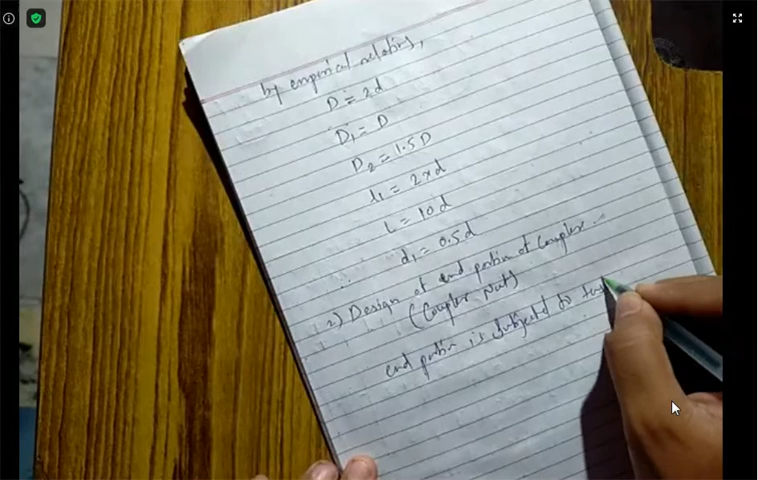 by empirical relations,
D = 2d
D₁ = D
D₂ = 1.5D
l₁ = 2xd
L = 10d
d₁ = 0.5d
2) Design of end portion of Coupler :-
(Coupler Nut)
end portion is subjected to